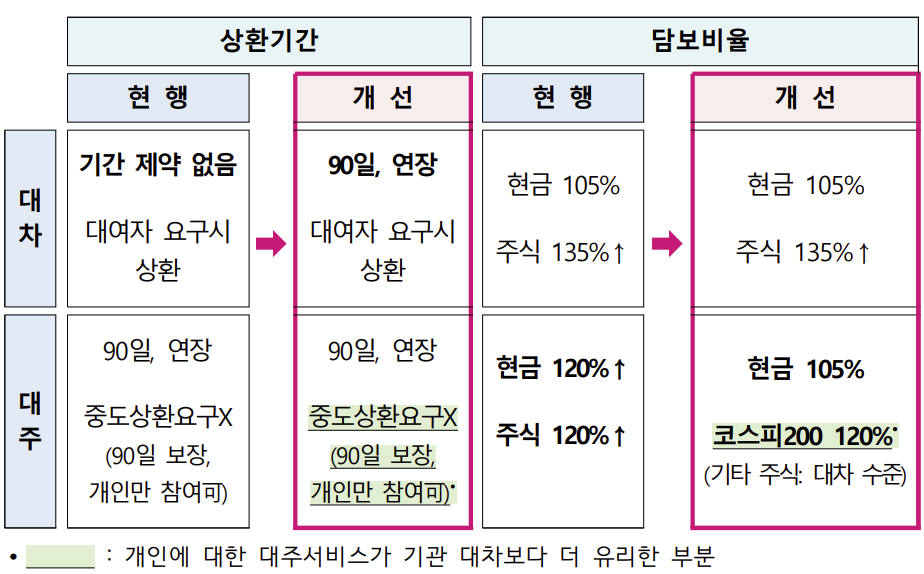 상환기간
담보비율
현 행
개 선
현 행
개 선
대
차
기간 제약 없음
대여자 요구시
상환
90일, 연장
대여자 요구시
상환
현금 105%
주식 135%↑
현금 105%
주식 135%↑
대
주
90일, 연장
중도상환요구X
(90일 보장,
개인만 참여可)
90일, 연장
중도상환요구X
(90일 보장,
개인만 참여可)•
현금 120%↑
주식 120%↑
현금 105%
코스피200 120%•
(기타 주식: 대차 수준)
• : 개인에 대한 대주서비스가 기관 대차보다 더 유리한 부분